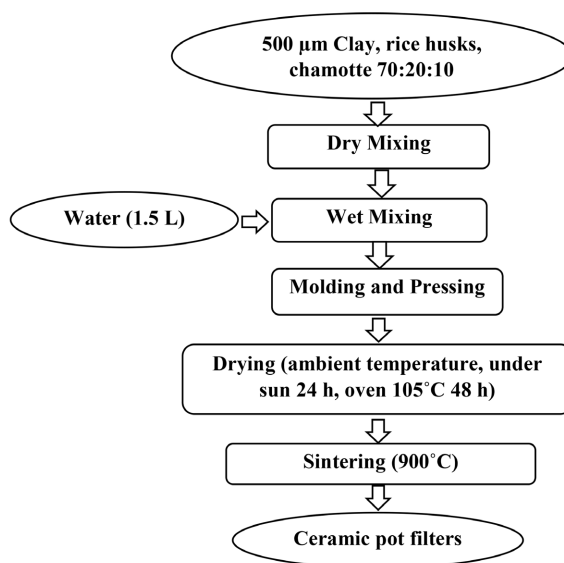 500 µm Clay, rice husks,
chamotte 70:20:10
Dry Mixing
Water (1.5 L)
Wet Mixing
Molding and Pressing
Drying (ambient temperature, under
sun 24 h, oven 105˚C 48 h)
Sintering (900˚C)
Ceramic pot filters